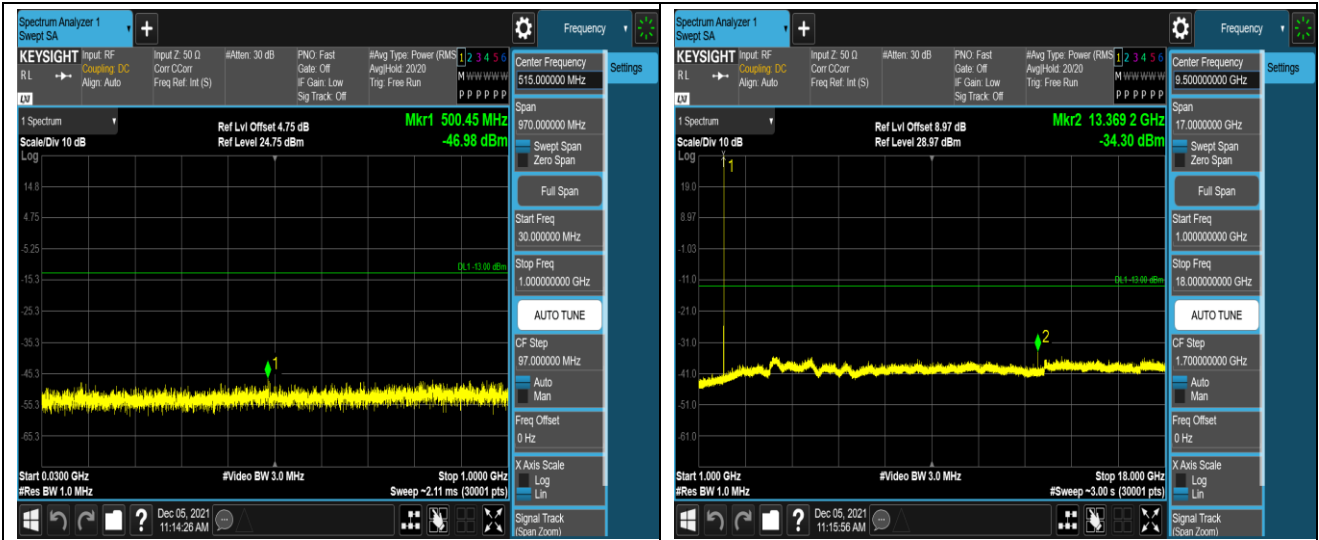 Spectrum Analyzer 1
Swept SA
Frequency
KEYSIGHT
Input: RF
Input Z: 50 Ω
#Atten: 30 dB
PNO: Fast
#Avg Type: Power (RMS
1 2 3 4 5 6
RL
Coupling: DC
Corr CCorr
Gate: Off
Avg|Hold: 20/20
M W W W W W
Align: Auto
Freq Ref: Int (S)
IF Gain: Low
Trig: Free Run
Sig Track: Off
P P P P P P
LXI
1 Spectrum
Ref Lvl Offset 4.75 dB
Mkr1 500.45 MHz
Scale/Div 10 dB
Ref Level 24.75 dBm
-46.98 dBm
Log
14.8
4.75
-5.25
DL1 -13.00 dBm
-15.3
-25.3
-35.3
1
-45.3
-55.3
-65.3
Start 0.0300 GHz
#Video BW 3.0 MHz
Stop 1.0000 GHz
#Res BW 1.0 MHz
Sweep ~2.11 ms (30001 pts)
?
Dec 05, 2021
11:14:26 AM
Center Frequency
515.000000 MHz
Settings
Span
970.000000 MHz
Swept Span
Zero Span
Full Span
Start Freq
30.000000 MHz
Stop Freq
1.000000000 GHz
AUTO TUNE
CF Step
97.000000 MHz
Auto
Man
Freq Offset
0 Hz
X Axis Scale
Log
Lin
Signal Track
(Span Zoom)
Spectrum Analyzer 1
Swept SA
Frequency
KEYSIGHT
Input: RF
Input Z: 50 Ω
#Atten: 30 dB
PNO: Fast
#Avg Type: Power (RMS
1 2 3 4 5 6
RL
Coupling: DC
Corr CCorr
Gate: Off
Avg|Hold: 20/20
M W W W W W
Align: Auto
Freq Ref: Int (S)
IF Gain: Low
Trig: Free Run
Sig Track: Off
P P P P P P
LXI
1 Spectrum
Ref Lvl Offset 8.97 dB
Mkr2 13.369 2 GHz
Scale/Div 10 dB
Ref Level 28.97 dBm
-34.30 dBm
Log
1
19.0
8.97
-1.03
-11.0
DL1 -13.00 dBm
-21.0
-31.0
2
-41.0
-51.0
-61.0
Start 1.000 GHz
#Video BW 3.0 MHz
Stop 18.000 GHz
#Res BW 1.0 MHz
#Sweep ~3.00 s (30001 pts)
?
Dec 05, 2021
11:15:56 AM
Center Frequency
9.500000000 GHz
Settings
Span
17.0000000 GHz
Swept Span
Zero Span
Full Span
Start Freq
1.000000000 GHz
Stop Freq
18.000000000 GHz
AUTO TUNE
CF Step
1.700000000 GHz
Auto
Man
Freq Offset
0 Hz
X Axis Scale
Log
Lin
Signal Track
(Span Zoom)